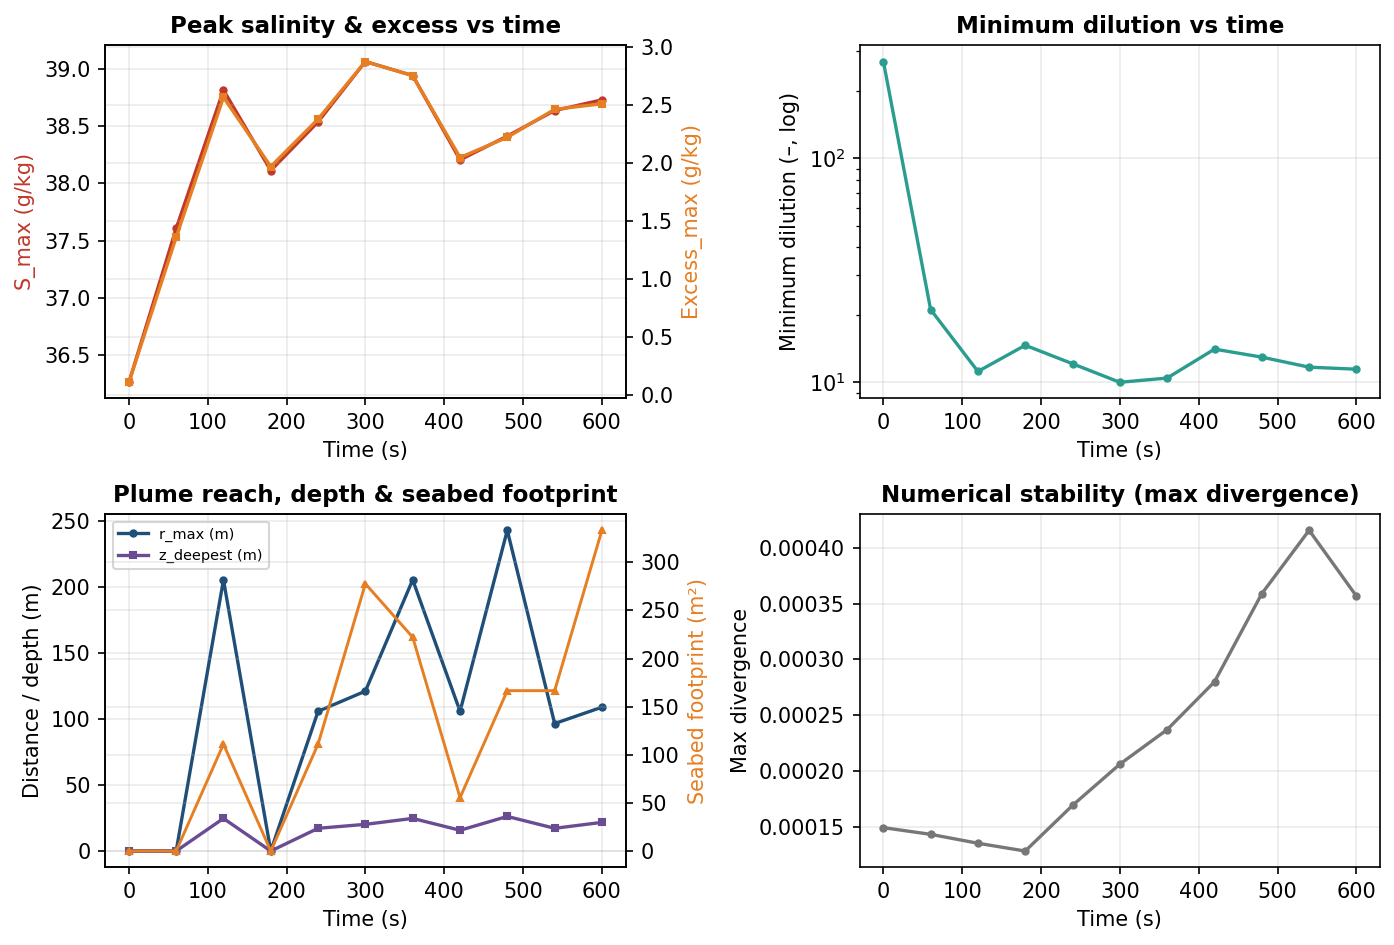 Peak salinity & excess vs time
S_max (g/kg)
39.0
38.5
38.0
37.5
37.0
36.5
3.0
2.5
2.0
1.5
1.0
0.5
0.0
Excess_max (g/kg)
0 100 200 300 400 500 600
Time (s)
Minimum dilution vs time
Minimum dilution (–, log)
10²
10¹
0 100 200 300 400 500 600
Time (s)
Plume reach, depth & seabed footprint
r_max (m)
z_deepest (m)
Distance / depth (m)
250
200
150
100
50
0
300
250
200
150
100
50
0
Seabed footprint (m²)
0 100 200 300 400 500 600
Time (s)
Numerical stability (max divergence)
Max divergence
0.00040
0.00035
0.00030
0.00025
0.00020
0.00015
0 100 200 300 400 500 600
Time (s)